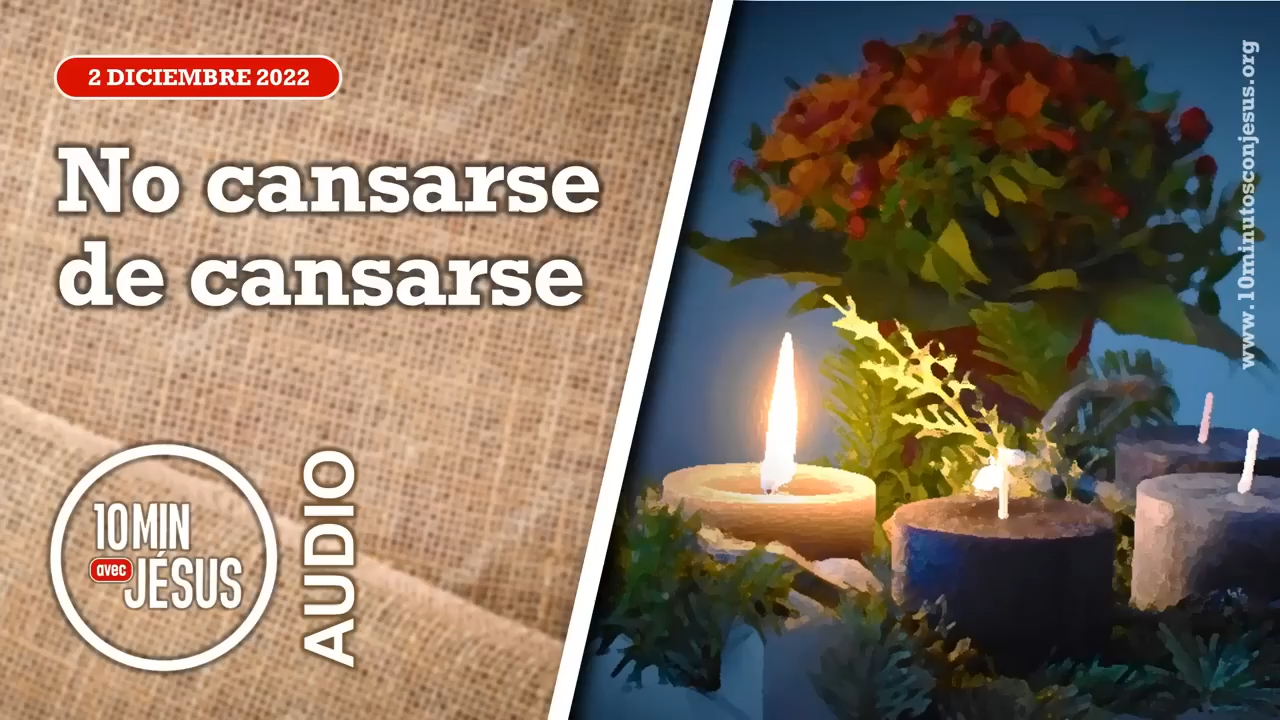 2 DICIEMBRE 2022
No cansarse
de cansarse
10 MIN
avec
JÉSUS
AUDIO
www.10minutosconjesus.org